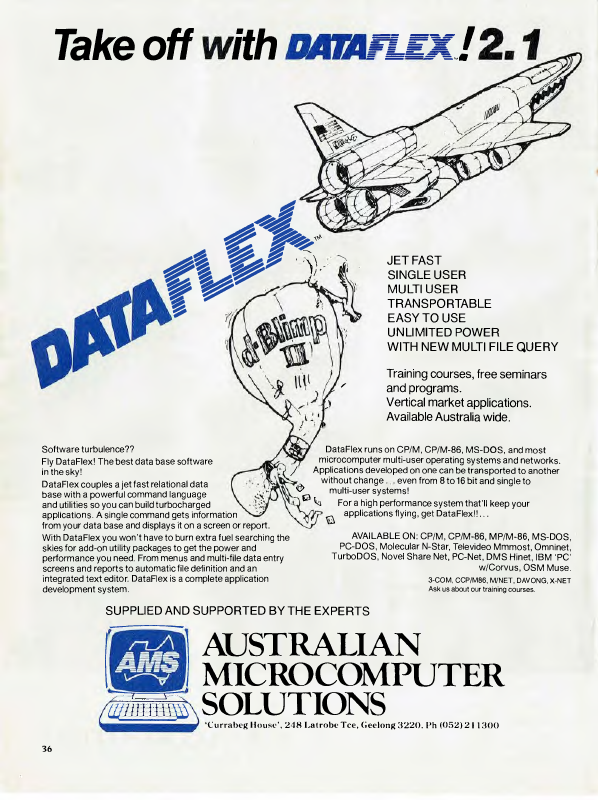 Take off with DATAFLEX™! 2.1
DATAFLEX™
d-Blimp
II
JET FAST
SINGLE USER
MULTI USER
TRANSPORTABLE
EASY TO USE
UNLIMITED POWER
WITH NEW MULTI FILE QUERY
Training courses, free seminars
and programs.
Vertical market applications.
Available Australia wide.
Software turbulence??
Fly DataFlex! The best data base software
in the sky!
DataFlex couples a jet fast relational data
base with a powerful command language
and utilities so you can build turbocharged
applications. A single command gets information
from your data base and displays it on a screen or report.
With DataFlex you won't have to burn extra fuel searching the
skies for add-on utility packages to get the power and
performance you need. From menus and multi-file data entry
screens and reports to automatic file definition and an
integrated text editor. DataFlex is a complete application
development system.
DataFlex runs on CP/M, CP/M-86, MS-DOS, and most
microcomputer multi-user operating systems and networks.
Applications developed on one can be transported to another
without change . . . even from 8 to 16 bit and single to
multi-user systems!
For a high performance system that'll keep your
applications flying, get DataFlex!!. . .
AVAILABLE ON: CP/M, CP/M-86, MP/M-86, MS-DOS,
PC-DOS, Molecular N-Star, Televideo Mmmost, Omninet,
TurboDOS, Novel Share Net, PC-Net, DMS Hinet, IBM 'PC'
w/Corvus, OSM Muse.
3-COM, CCP/M86, M/NET, DAVONG, X-NET
Ask us about our training courses.
SUPPLIED AND SUPPORTED BY THE EXPERTS
AMS
AUSTRALIAN
MICROCOMPUTER
SOLUTIONS
'Currabeg House', 248 Latrobe Tce, Geelong 3220. Ph (052) 211300
36